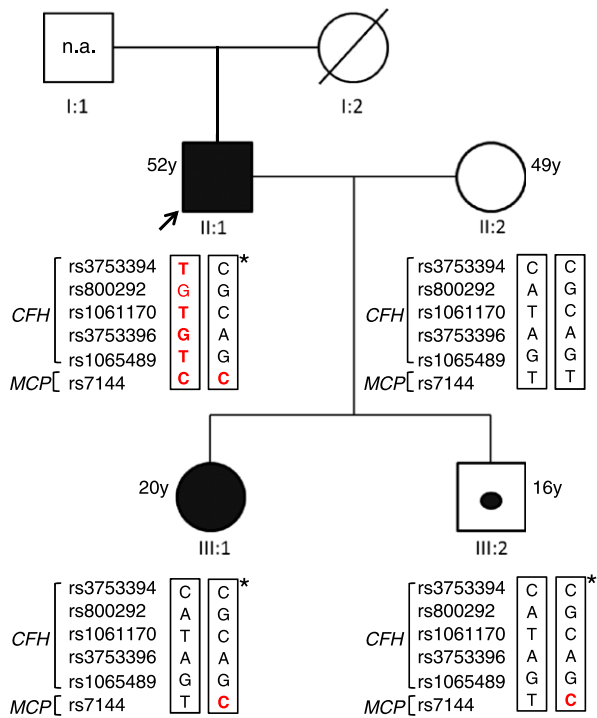 n.a.
I:1
I:2
52y
49y
II:1
II:2
rs3753394 T C *
rs800292 G G
CFH rs1061170 T C
rs3753396 G A
rs1065489 T G
MCP rs7144 C C
rs3753394 C C
rs800292 A G
CFH rs1061170 T C
rs3753396 A A
rs1065489 G G
MCP rs7144 T T
20y
16y
III:1
III:2
rs3753394 C C *
rs800292 A G
CFH rs1061170 T C
rs3753396 A A
rs1065489 G G
MCP rs7144 T C
rs3753394 C C *
rs800292 A G
CFH rs1061170 T C
rs3753396 A A
rs1065489 G G
MCP rs7144 T C